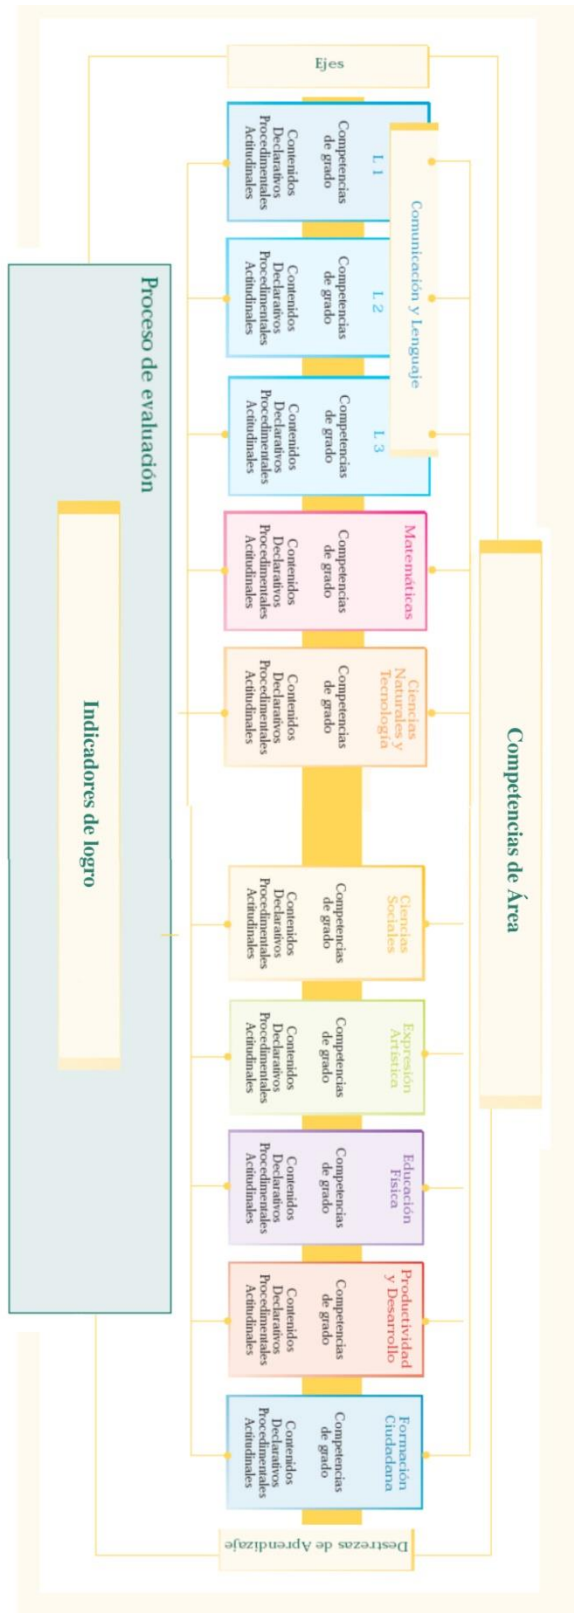 Competencias de Área
Ejes
Comunicación y Lenguaje
L 1
Competencias
de grado
Contenidos
Declarativos
Procedimentales
Actitudinales
L 2
Competencias
de grado
Contenidos
Declarativos
Procedimentales
Actitudinales
L 3
Competencias
de grado
Contenidos
Declarativos
Procedimentales
Actitudinales
Matemáticas
Competencias
de grado
Contenidos
Declarativos
Procedimentales
Actitudinales
Ciencias
Naturales y
Tecnología
Competencias
de grado
Contenidos
Declarativos
Procedimentales
Actitudinales
Ciencias
Sociales
Competencias
de grado
Contenidos
Declarativos
Procedimentales
Actitudinales
Expresión
Artística
Competencias
de grado
Contenidos
Declarativos
Procedimentales
Actitudinales
Educación
Física
Competencias
de grado
Contenidos
Declarativos
Procedimentales
Actitudinales
Productividad
y Desarrollo
Competencias
de grado
Contenidos
Declarativos
Procedimentales
Actitudinales
Formación
Ciudadana
Competencias
de grado
Contenidos
Declarativos
Procedimentales
Actitudinales
Destrezas de Aprendizaje
Proceso de evaluación
Indicadores de logro